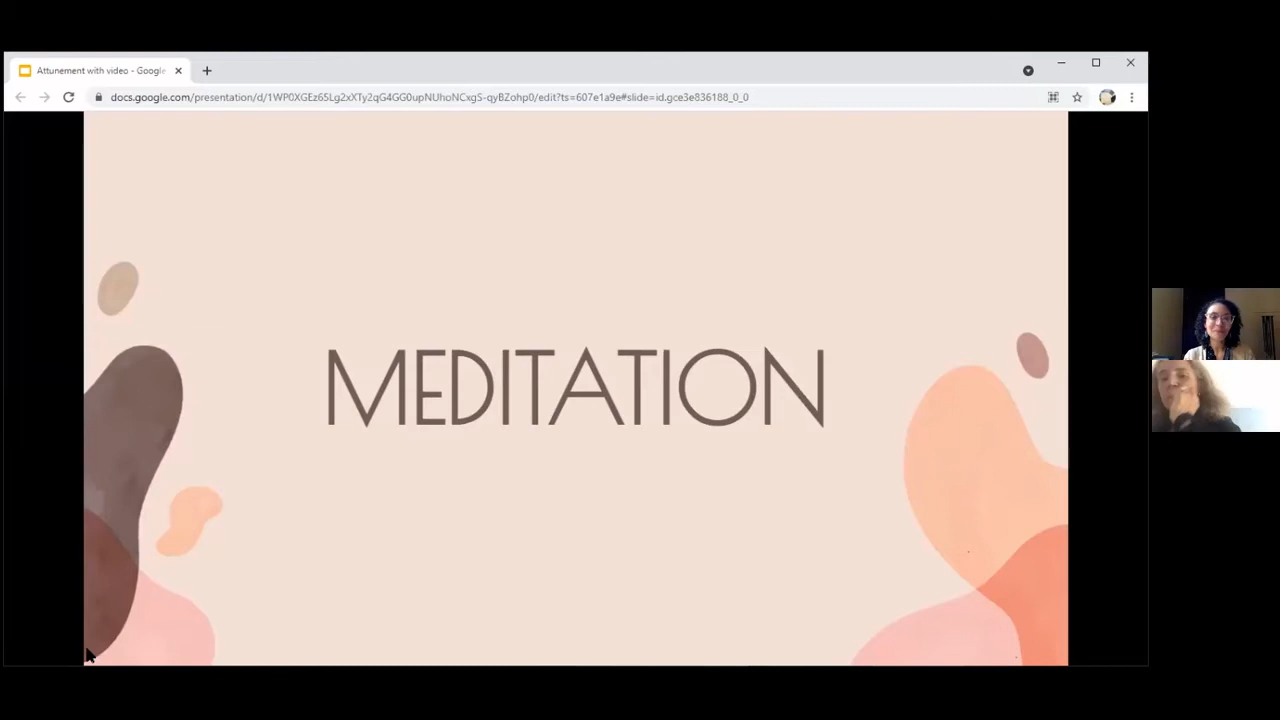 Attunement with video - Google
docs.google.com/presentation/d/1WP0XGEz65Lg2xXTy2qG4GG0upNUhoNCxgS-qyBZohp0/edit?ts=607e1a9e#slide=id.gce3e836188_0_0
MEDITATION